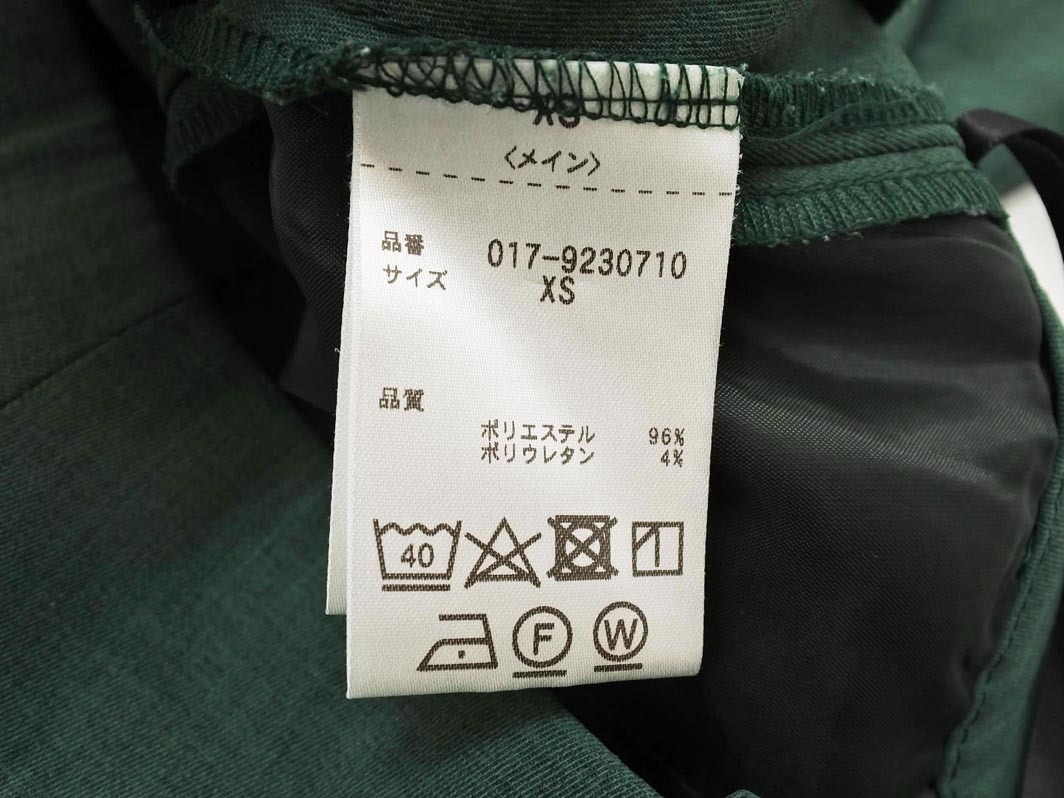 XS
〈メイン〉
品番 017-9230710
サイズ XS
品質
ポリエステル 96%
ポリウレタン 4%
40
F W